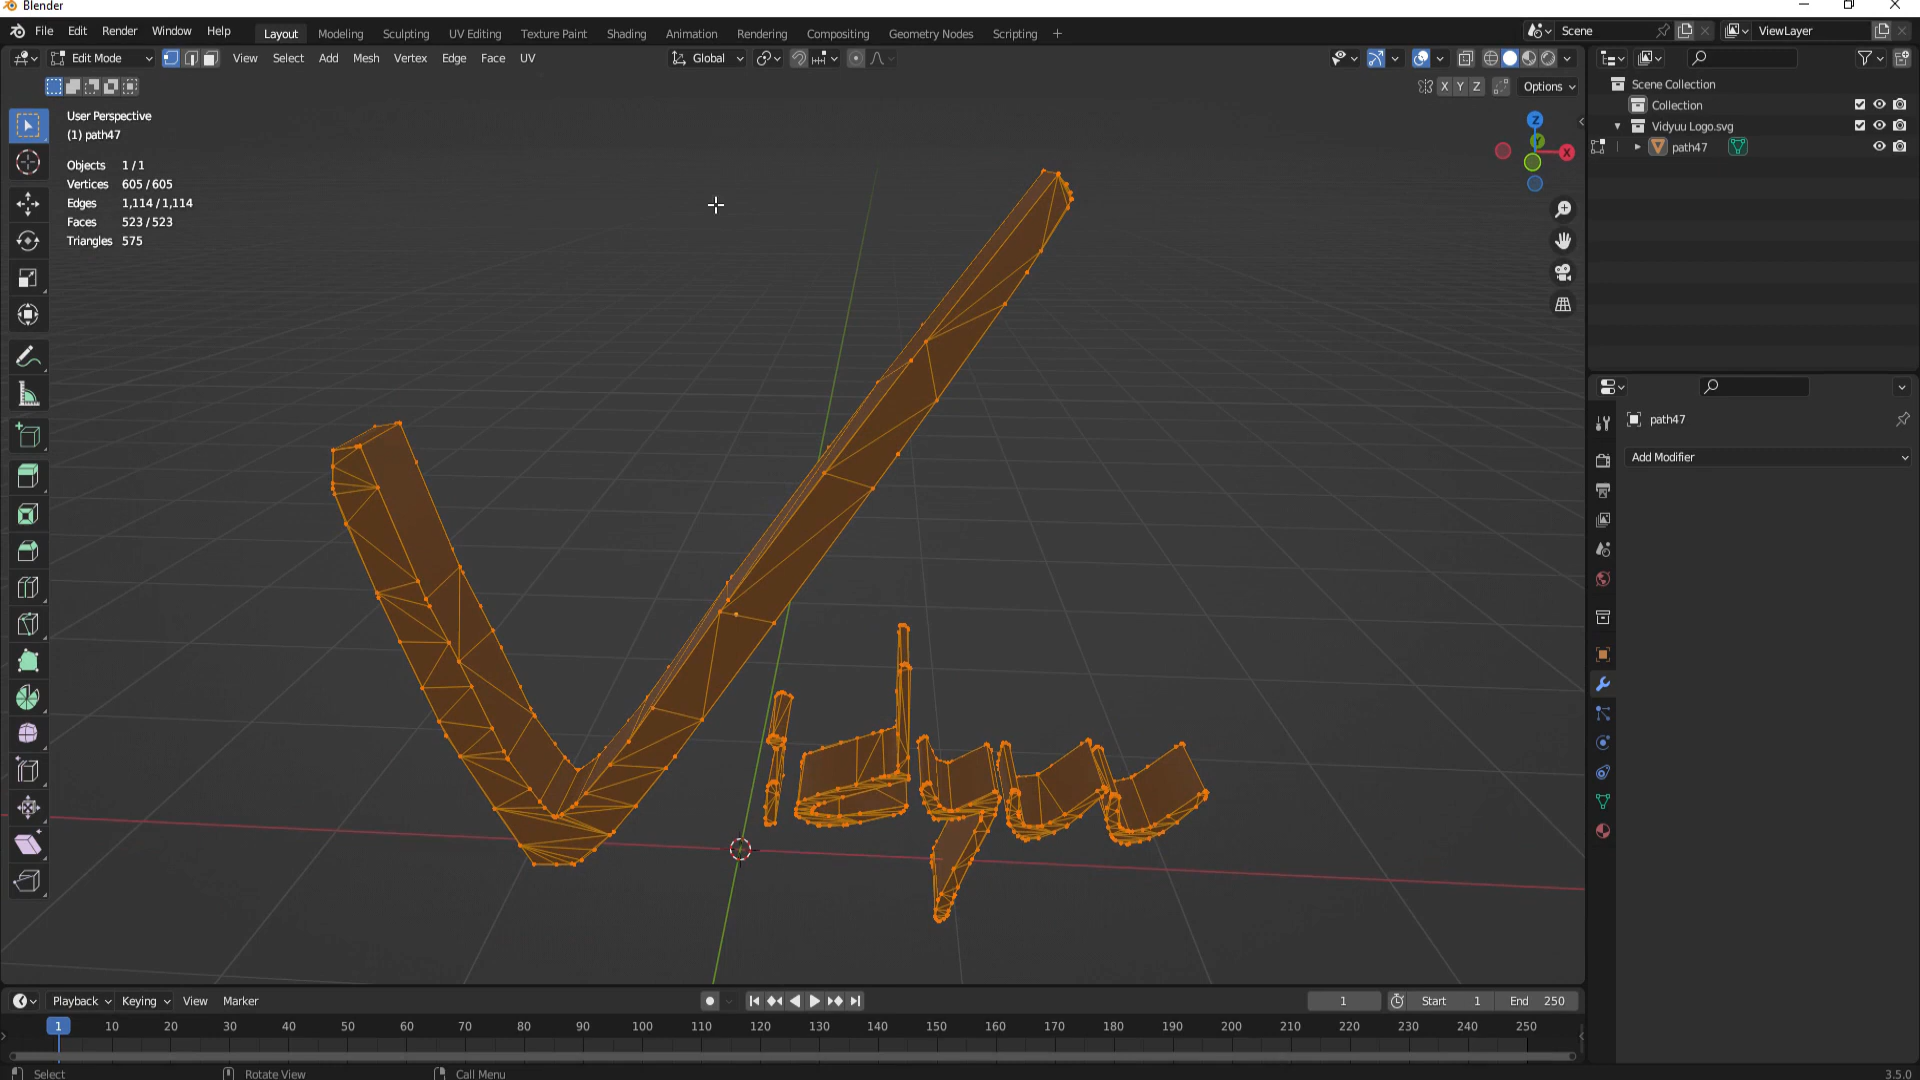 Blender
File Edit Render Window Help
Layout Modeling Sculpting UV Editing Texture Paint Shading Animation Rendering Compositing Geometry Nodes Scripting +
Scene
ViewLayer
Edit Mode View Select Add Mesh Vertex Edge Face UV
Global
X Y Z Options
User Perspective
(1) path47
Objects 1 / 1
Vertices 605 / 605
Edges 1,114 / 1,114
Faces 523 / 523
Triangles 575
Z
Y
X
Scene Collection
Collection
Vidyuu Logo.svg
path47
path47
Add Modifier
Vidyuu
Playback Keying View Marker
1 Start 1 End 250
1 10 20 30 40 50 60 70 80 90 100 110 120 130 140 150 160 170 180 190 200 210 220 230 240 250
Select Rotate View Call Menu 3.5.0